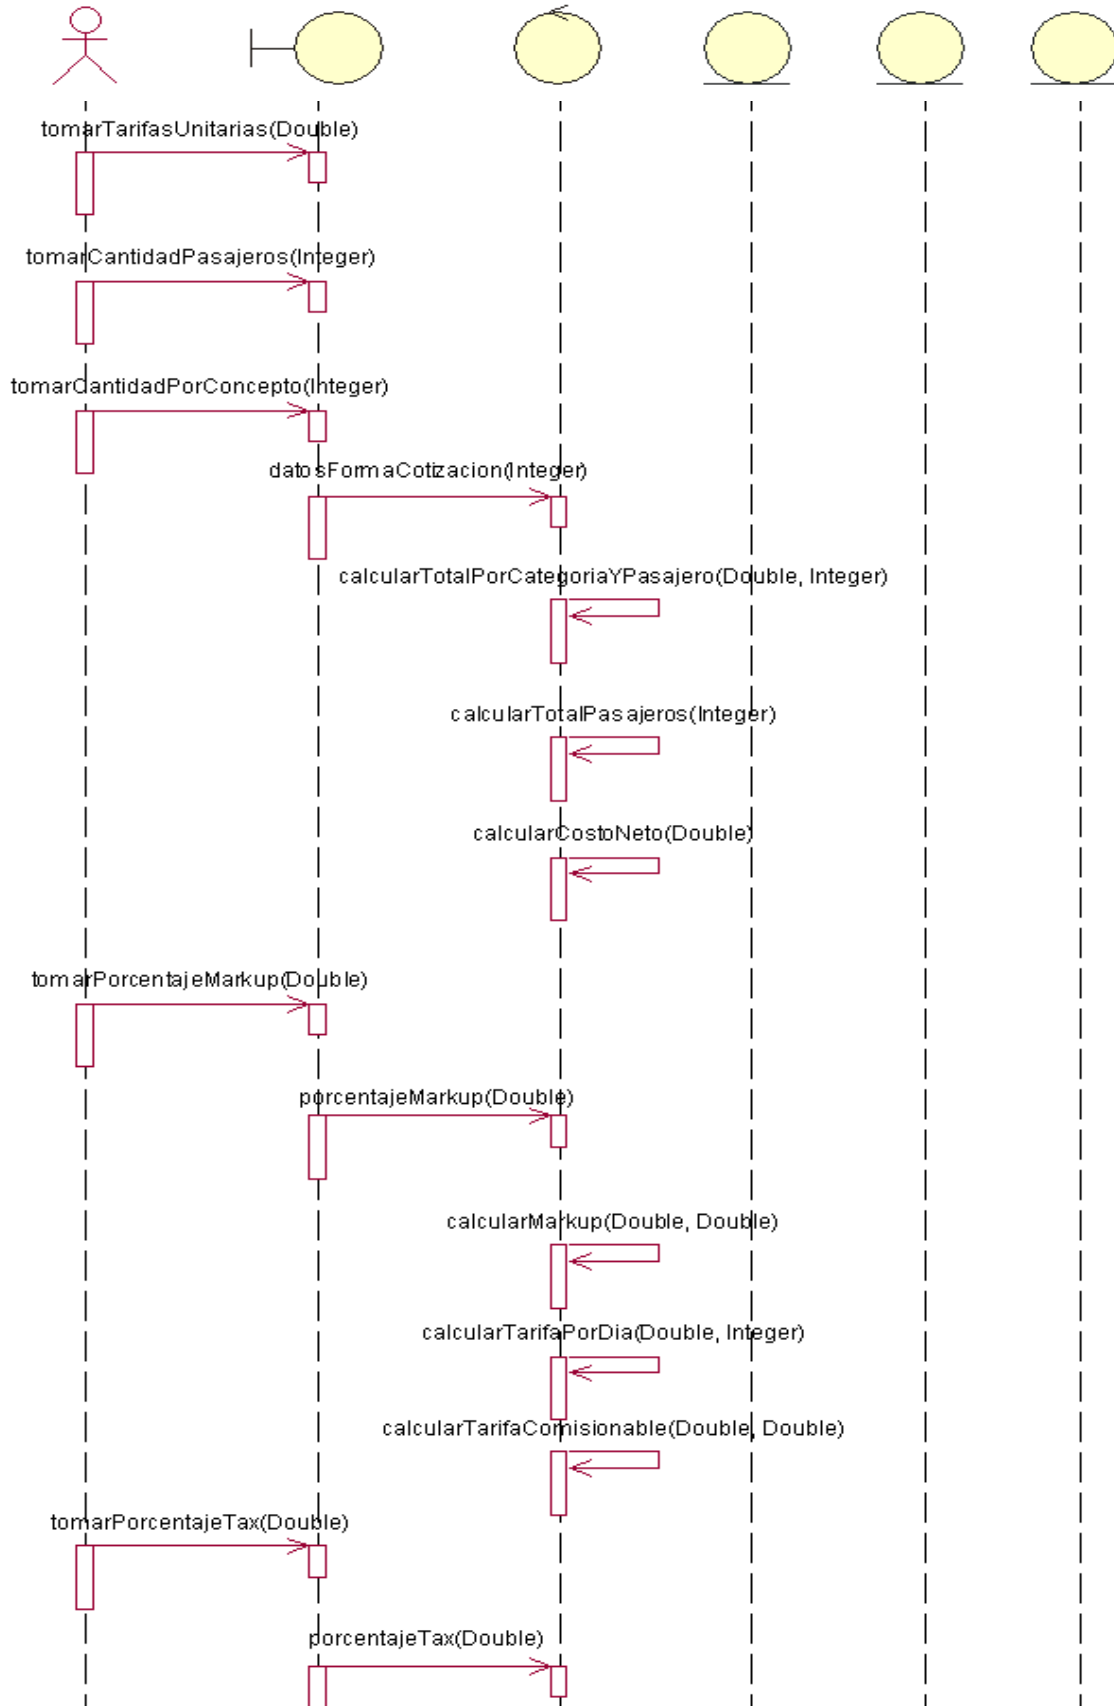 tomarTarifasUnitarias(Double)
tomarCantidadPasajeros(Integer)
tomarCantidadPorConcepto(Integer)
datosFormaCotizacion(Integer)
calcularTotalPorCategoriaYPasajero(Double, Integer)
calcularTotalPasajeros(Integer)
calcularCostoNeto(Double)
tomarPorcentajeMarkup(Double)
porcentajeMarkup(Double)
calcularMarkup(Double, Double)
calcularTarifaPorDia(Double, Integer)
calcularTarifaComisionable(Double, Double)
tomarPorcentajeTax(Double)
porcentajeTax(Double)